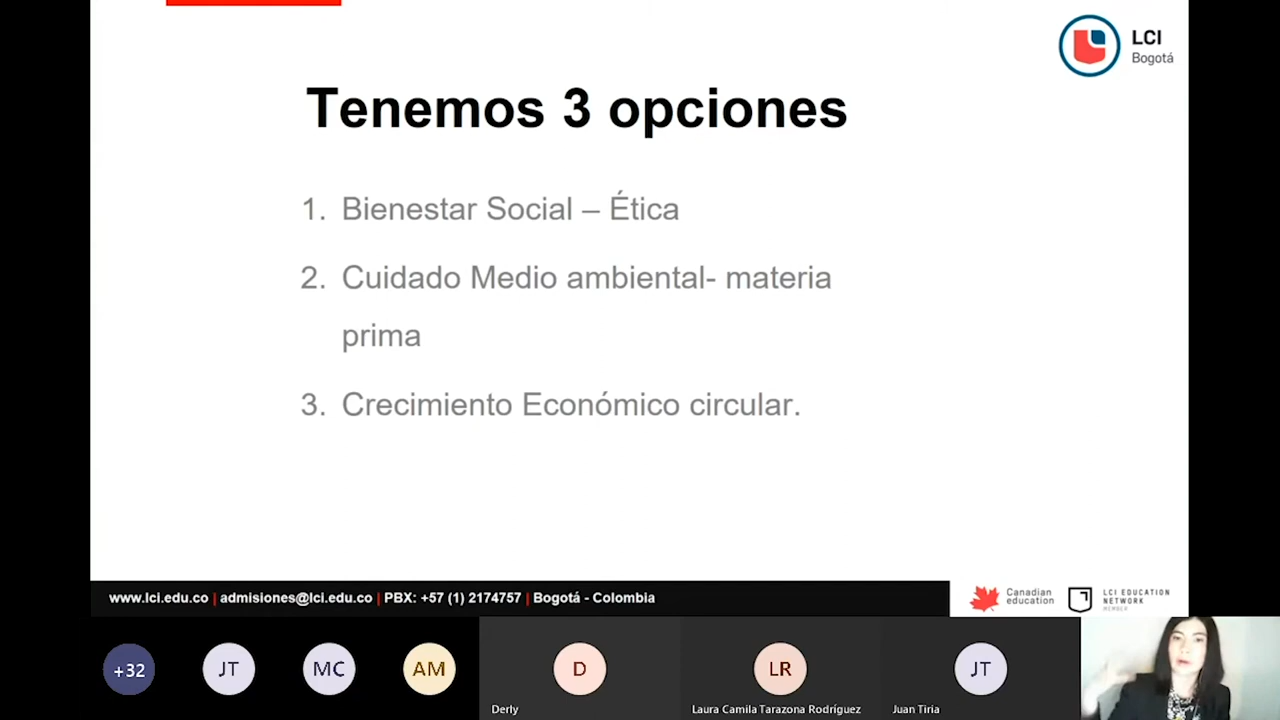 LCI
Bogotá
Tenemos 3 opciones
1. Bienestar Social – Ética
2. Cuidado Medio ambiental- materia
prima
3. Crecimiento Económico circular.
www.lci.edu.co | admisiones@lci.edu.co | PBX: +57 (1) 2174757 | Bogotá - Colombia
Canadian
education
LCI EDUCATION
NETWORK
MEMBER
+32
JT
MC
AM
D
LR
JT
Derly
Laura Camila Tarazona Rodríguez
Juan Tiria